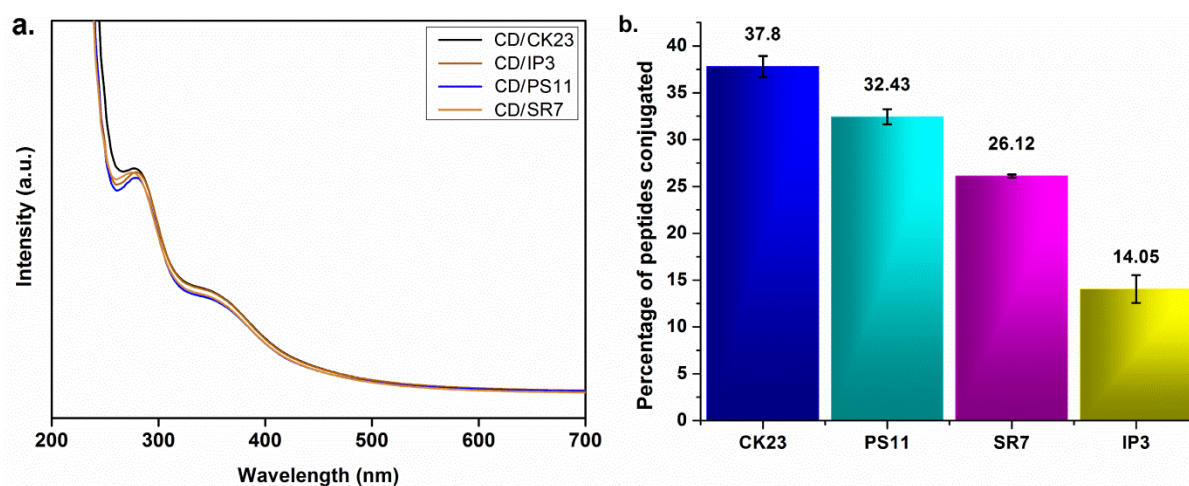 a.
CD/CK23
CD/IP3
CD/PS11
CD/SR7
Intensity (a.u.)
200 300 400 500 600 700
Wavelength (nm)
b.
Percentage of peptides conjugated
40
35
30
25
20
15
10
5
0
37.8
32.43
26.12
14.05
CK23 PS11 SR7 IP3